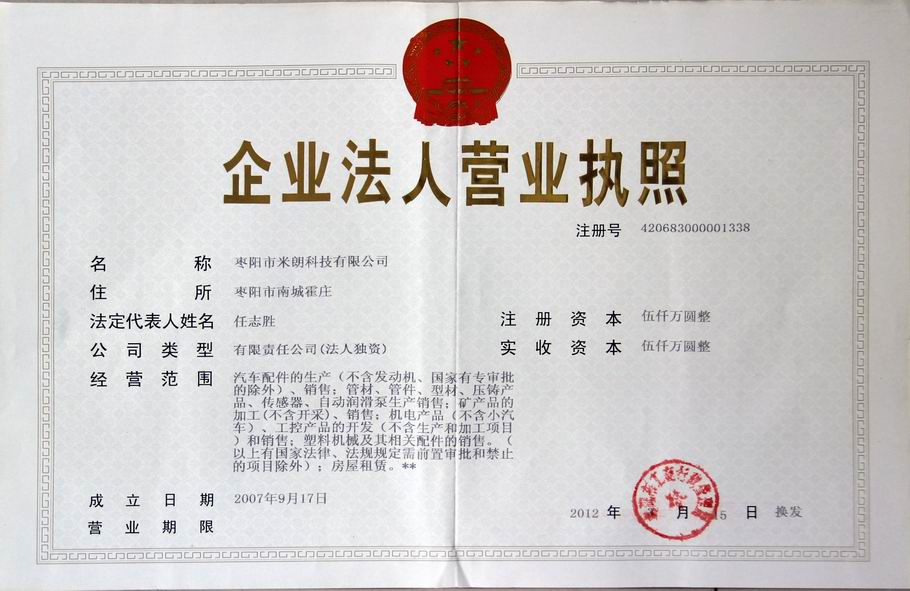 企业法人营业执照
注册号 420683000001338
名称 枣阳市米朗科技有限公司
住所 枣阳市南城霍庄
法定代表人姓名 任志胜
注册资本 伍仟万圆整
公司类型 有限责任公司(法人独资)
实收资本 伍仟万圆整
经营范围 汽车配件的生产（不含发动机、国家有专审批
的除外）、销售；管材、管件、型材、压铸产
品、传感器、自动润滑泵生产销售；矿产品的
加工(不含开采)、销售；机电产品（不含小汽
车）、工控产品的开发（不含生产和加工项目
）和销售；塑料机械及其相关配件的销售。（
以上有国家法律、法规规定需前置审批和禁止
的项目除外）；房屋租赁。**
成立日期 2007年9月17日
营业期限
2012 年 月 15 日 换发